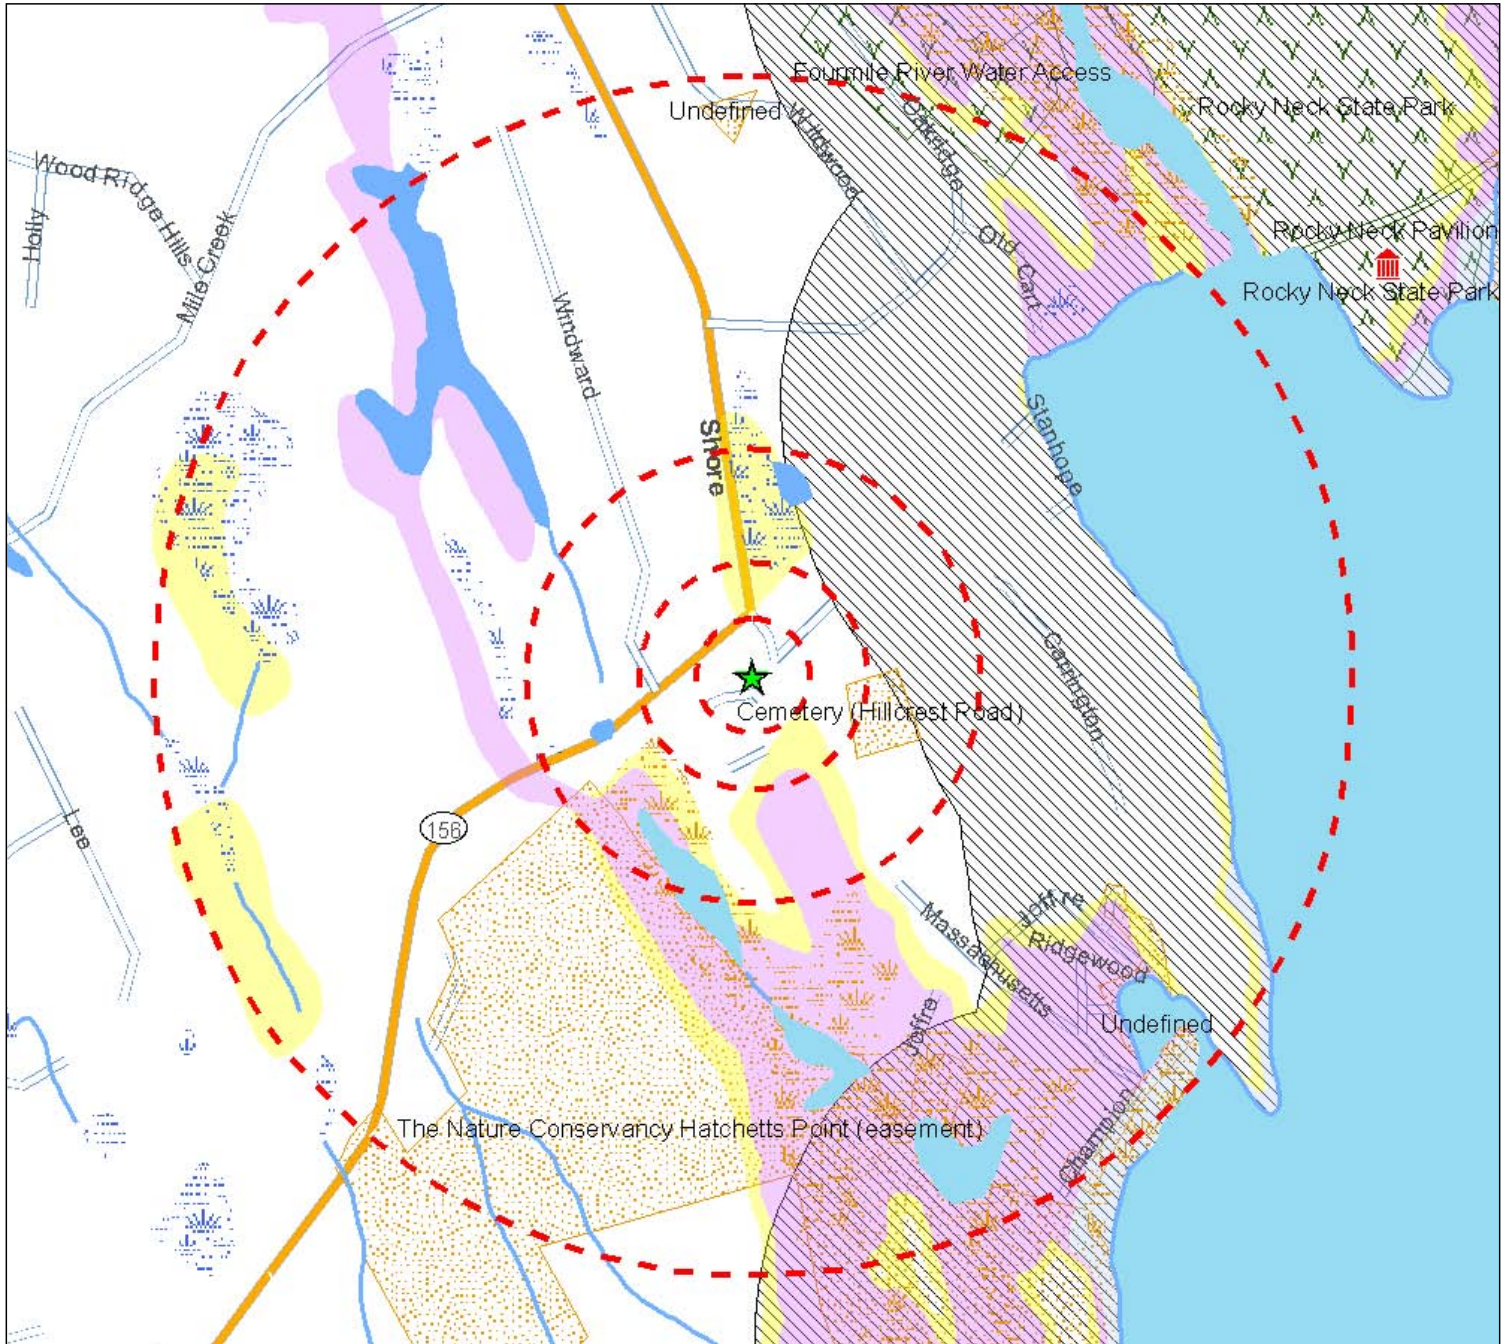 Fourmile River Water Access
Undefined
Wildwood
Oakridge
Rocky Neck State Park
Wood Ridge Hills
Holly
Mile Creek
Old Cart
Rocky Neck Pavilion
Rocky Neck State Park
Windward
Shore
Stanhope
Carrington
Cemetery (Hillcrest Road)
Lee
156
Joffre
Ridgewood
Massachusetts
Joffre
Undefined
The Nature Conservancy Hatchetts Point (easement)
Champion